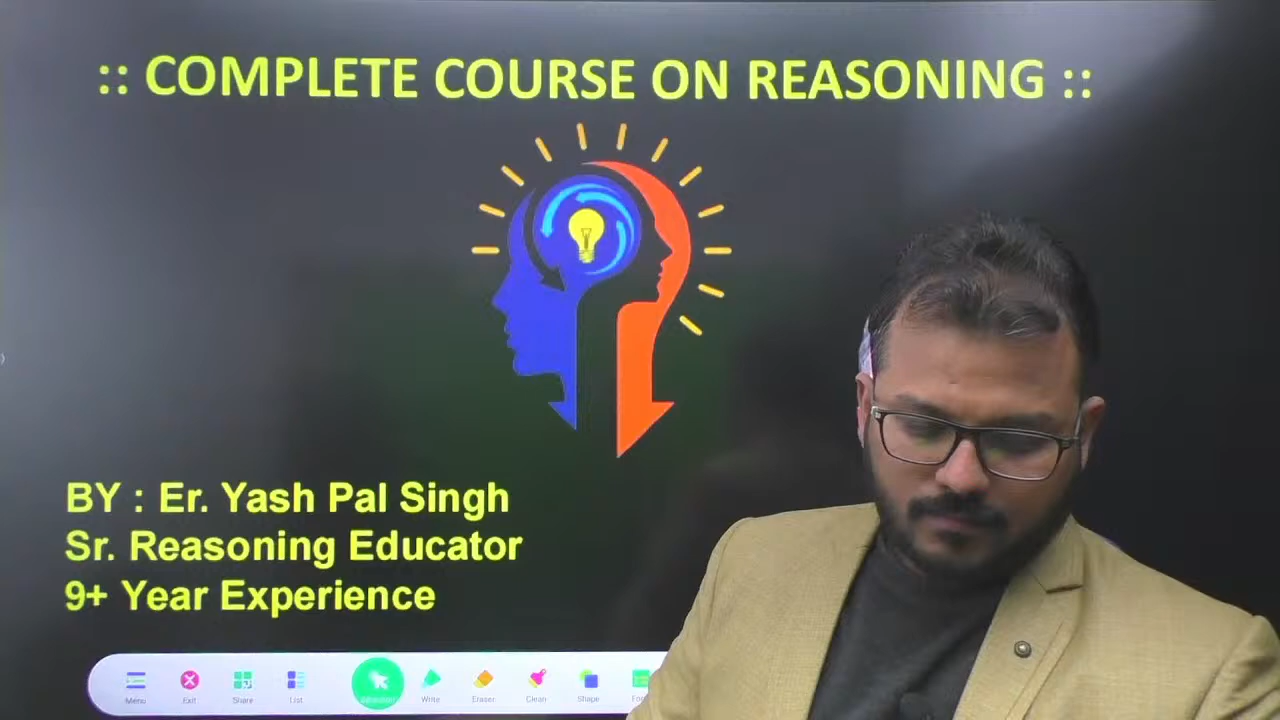 :: COMPLETE COURSE ON REASONING ::
BY : Er. Yash Pal Singh
Sr. Reasoning Educator
9+ Year Experience
Menu Exit Share List Write Eraser Clean Shape